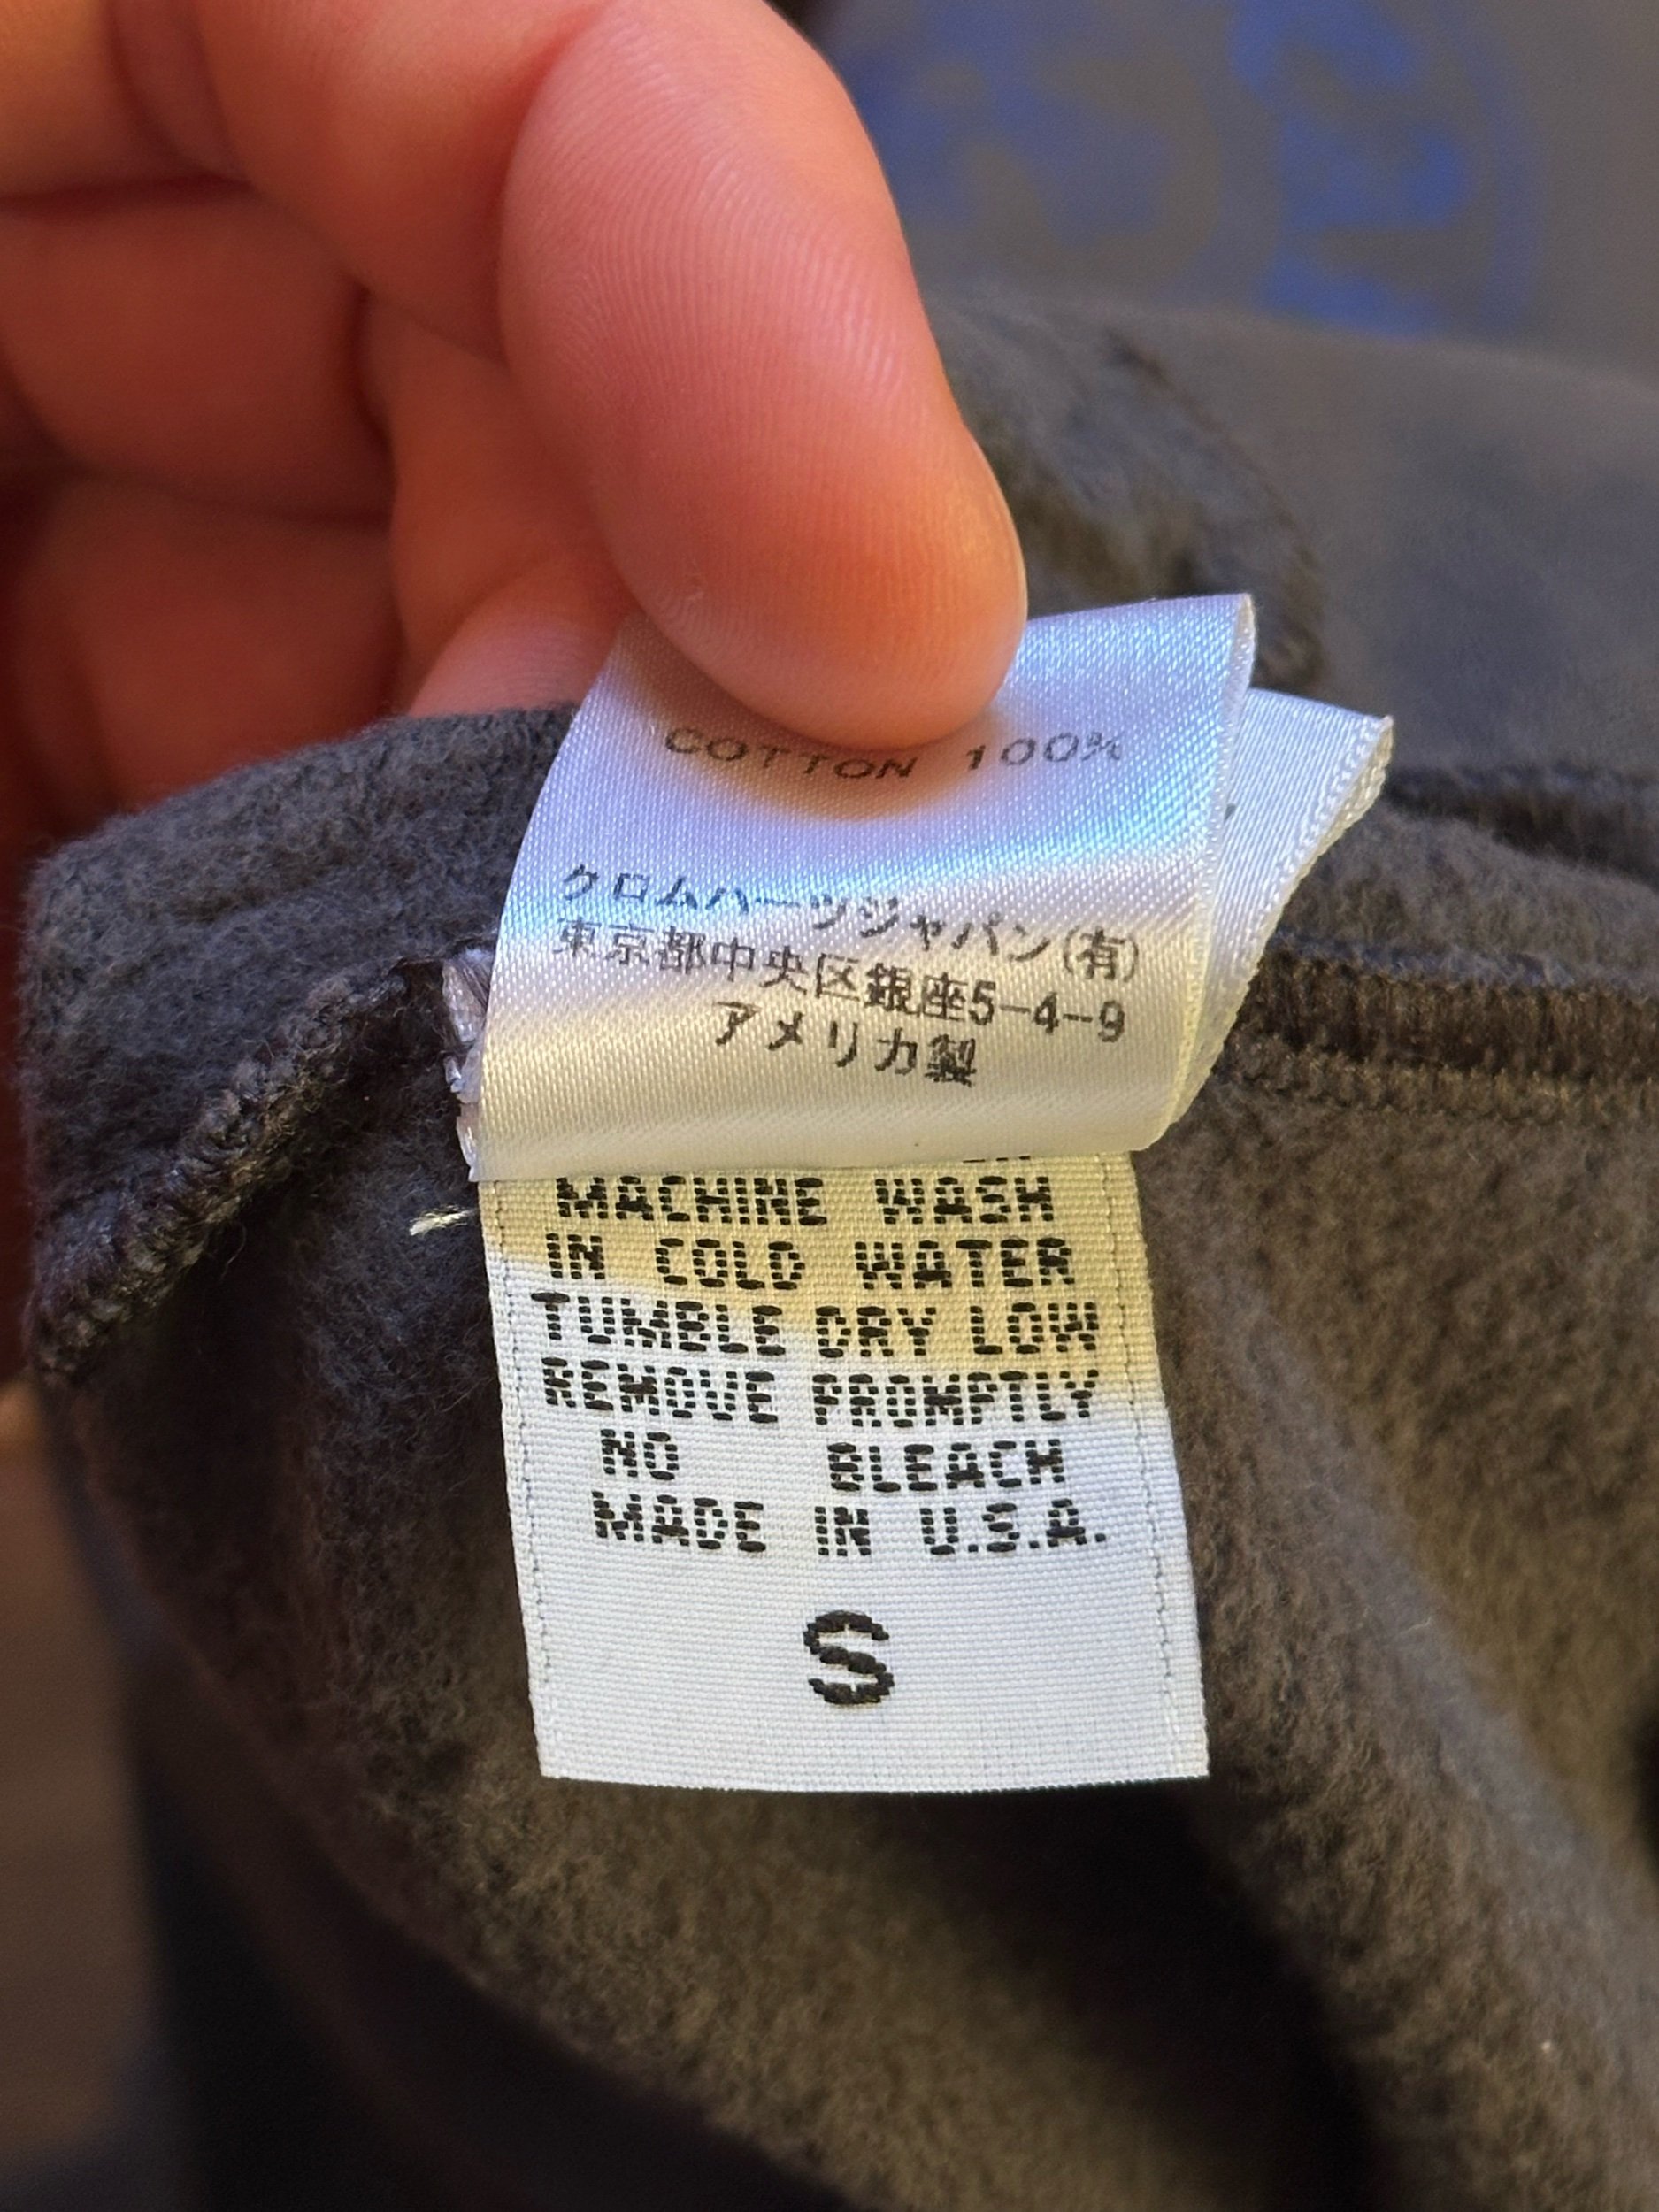 COTTON 100%
クロムハーツジャパン(有)
東京都中央区銀座5-4-9
アメリカ製
MACHINE WASH
IN COLD WATER
TUMBLE DRY LOW
REMOVE PROMPTLY
NO BLEACH
MADE IN U.S.A.
S